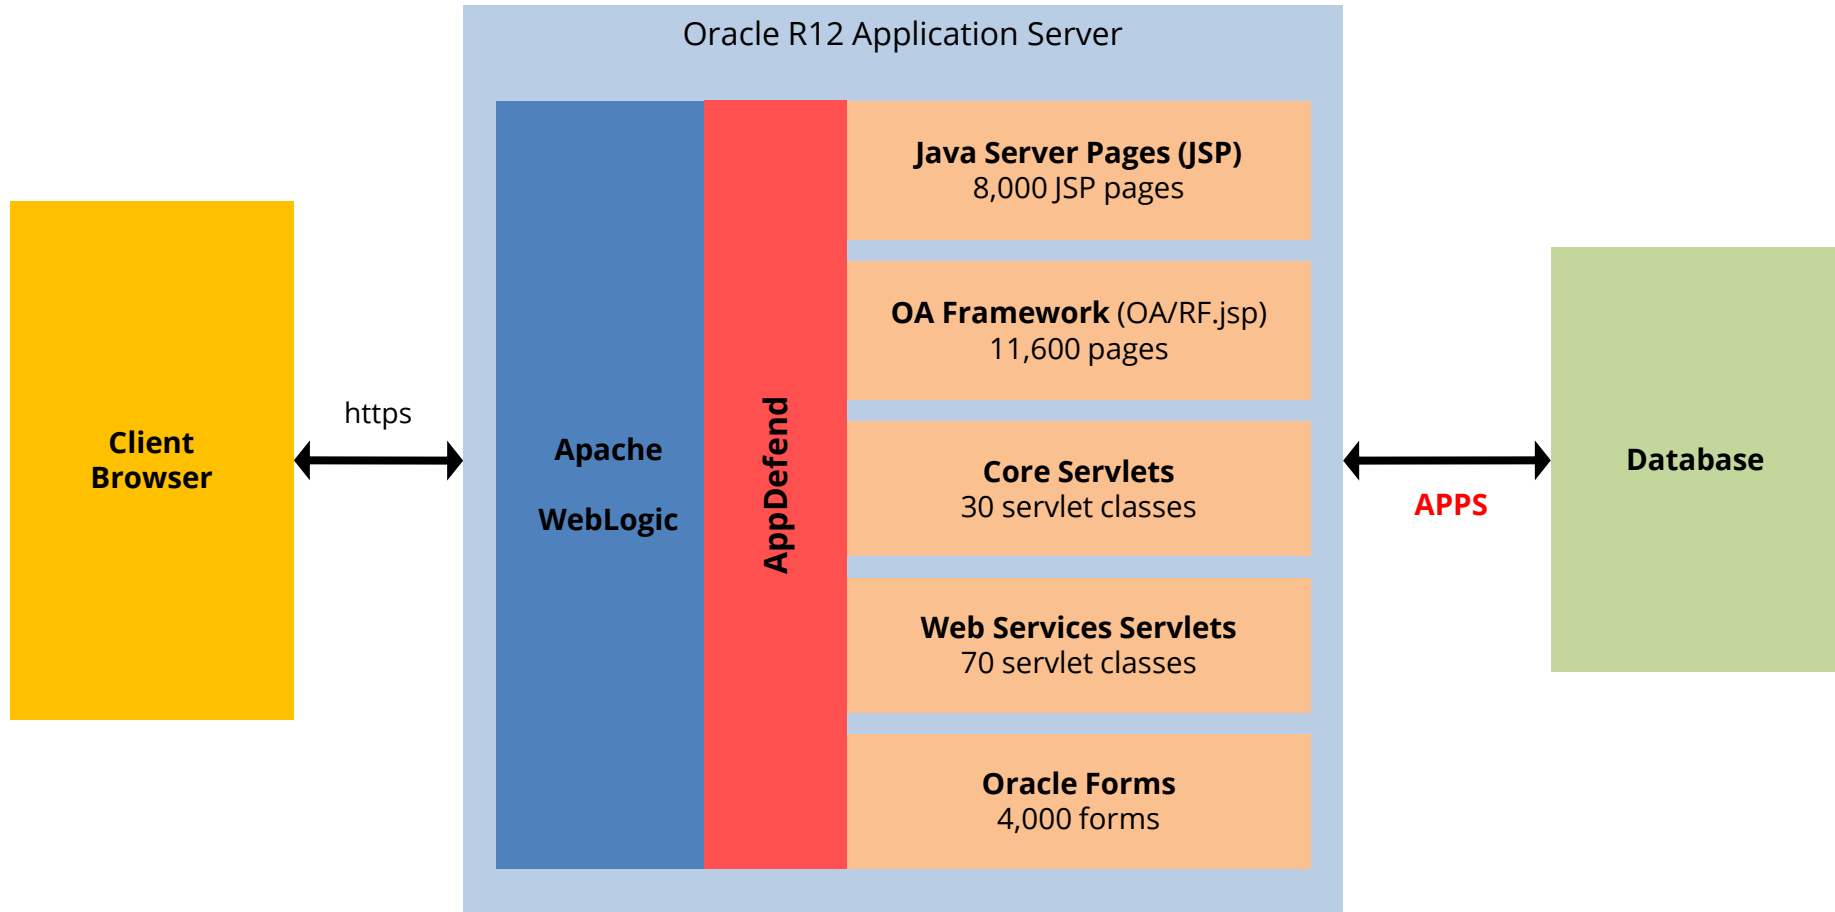 Oracle R12 Application Server
Client
Browser
https
Apache
WebLogic
AppDefend
Java Server Pages (JSP)
8,000 JSP pages
OA Framework (OA/RF.jsp)
11,600 pages
Core Servlets
30 servlet classes
Web Services Servlets
70 servlet classes
Oracle Forms
4,000 forms
APPS
Database